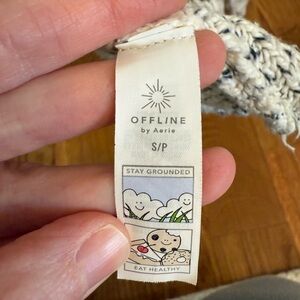 OFFLINE
by Aerie
S/P
STAY GROUNDED
EAT HEALTHY